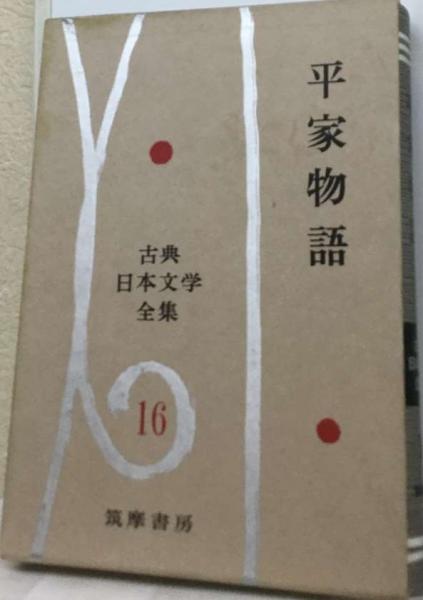 平家物語
古典
日本文学
全集
16
筑摩書房